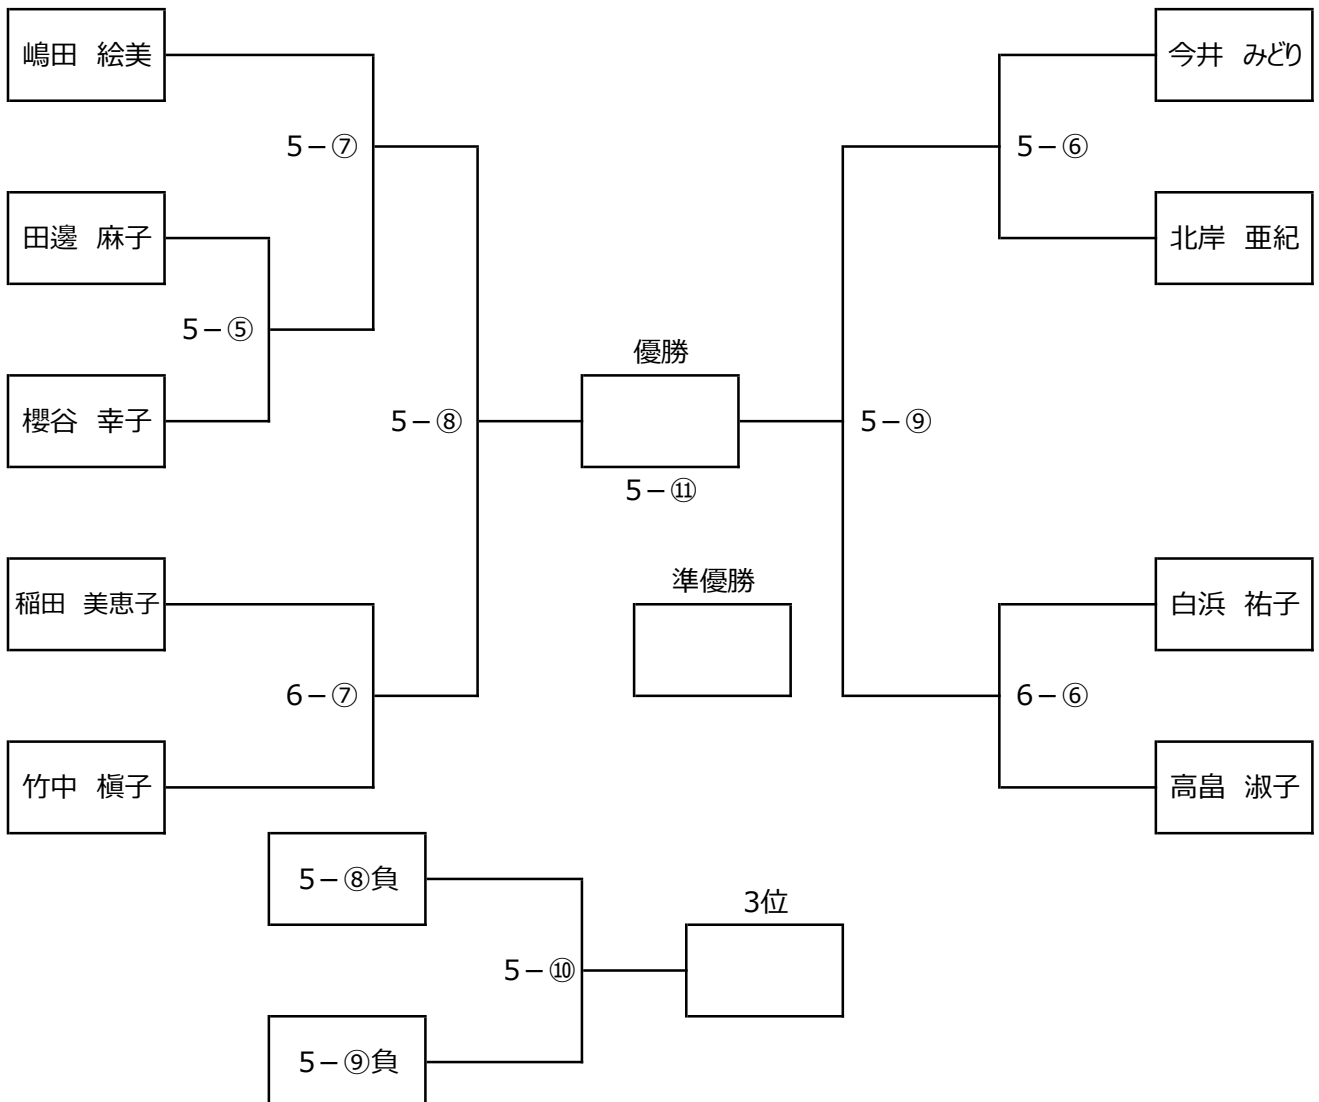 嶋田　絵美
今井　みどり
5－⑦
5－⑥
田邊　麻子
北岸　亜紀
5－⑤
優勝
櫻谷　幸子
5－⑧
5－⑨
5－⑪
稲田　美恵子
準優勝
白浜　祐子
6－⑦
6－⑥
竹中　槇子
高畠　淑子
5－⑧負
3位
5－⑩
5－⑨負